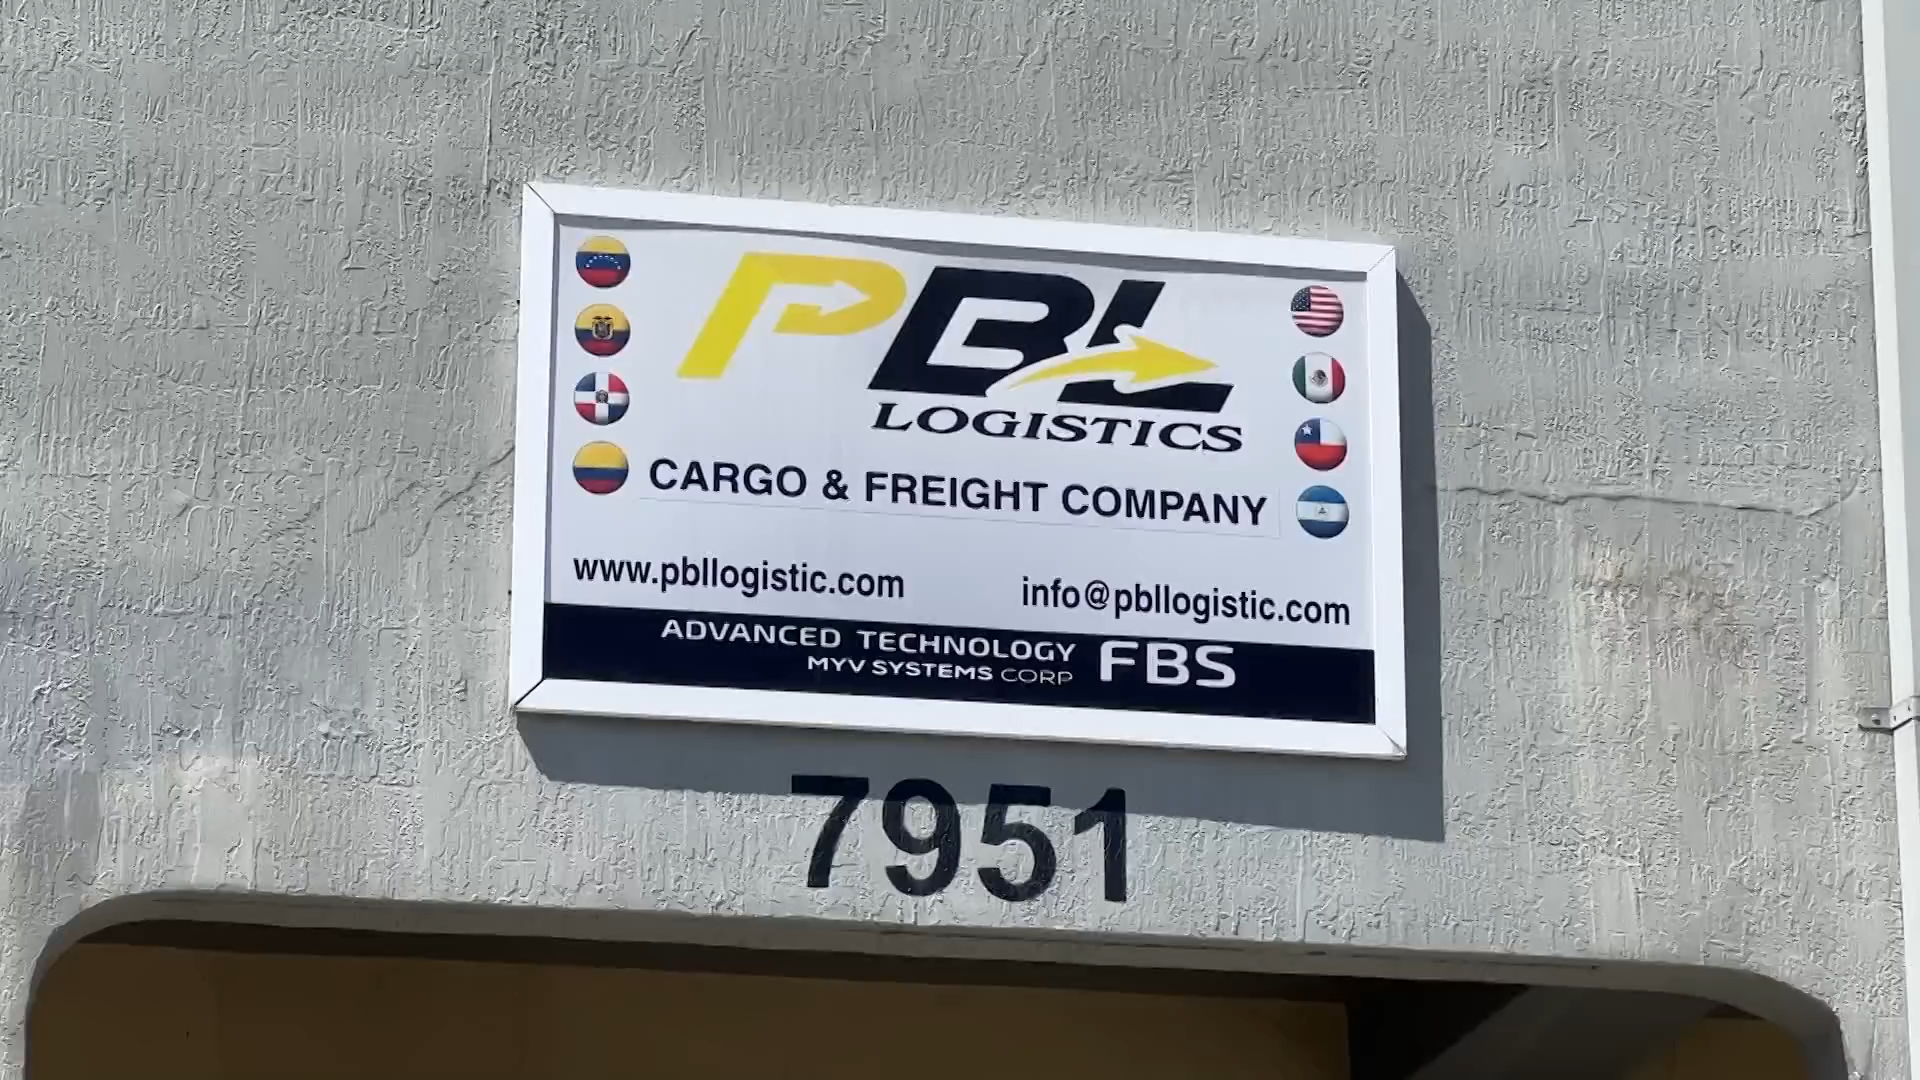 PBL
LOGISTICS
CARGO & FREIGHT COMPANY
www.pbllogistic.com info@pbllogistic.com
ADVANCED TECHNOLOGY FBS
MYV SYSTEMS CORP
7951